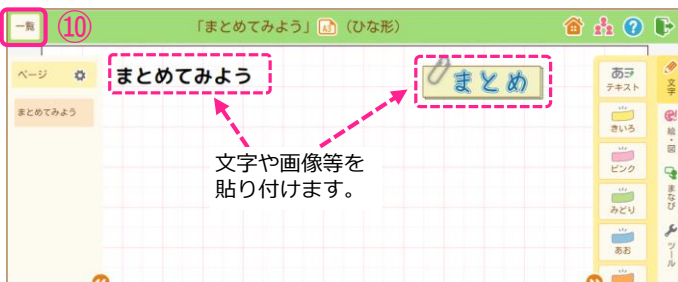 一覧
⑩
「まとめてみよう」 A3 （ひな形）
ページ
まとめてみよう
まとめてみよう
まとめ
文字や画像等を
貼り付けます。
あ
テキスト
きいろ
ピンク
みどり
あお
文字
絵・図
まなび
ツール